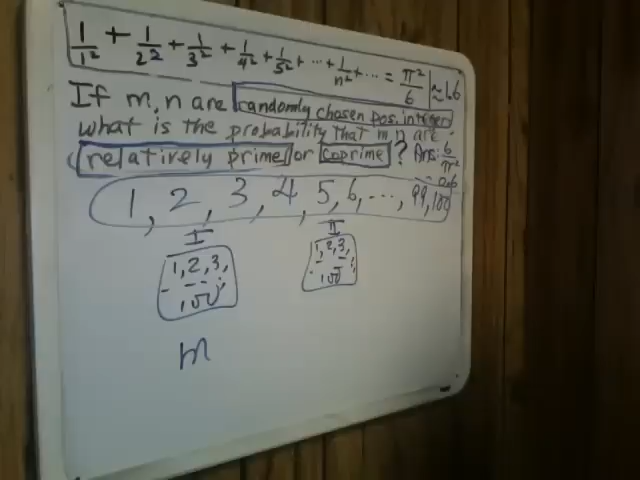 1/1² + 1/2² + 1/3² + 1/4² + 1/5² + ... + 1/n² + ... = π²/6 ≈ 1.6
If m, n are randomly chosen pos. integers
what is the probability that m, n are
relatively prime or coprime? Ans: 6/π²
≈ 0.6
1, 2, 3, 4, 5, 6, ..., 99, 100
I II
1, 2, 3, 1, 2, 3,
100 100
m